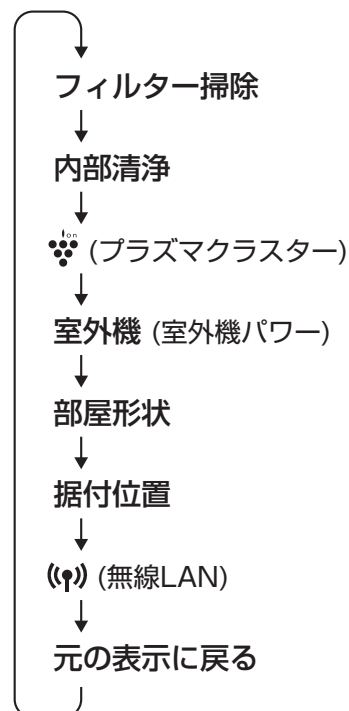 フィルター掃除
内部清浄
ion (プラズマクラスター)
室外機 (室外機パワー)
部屋形状
据付位置
(無線LAN)
元の表示に戻る